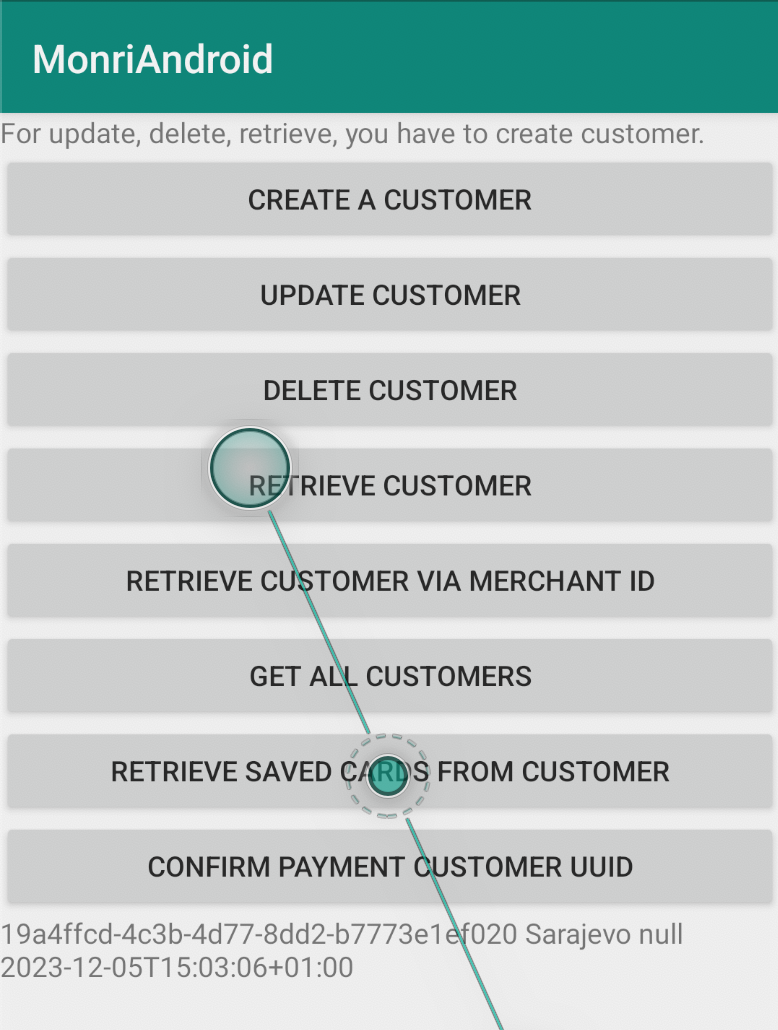 MonriAndroid
For update, delete, retrieve, you have to create customer.
CREATE A CUSTOMER
UPDATE CUSTOMER
DELETE CUSTOMER
RETRIEVE CUSTOMER
RETRIEVE CUSTOMER VIA MERCHANT ID
GET ALL CUSTOMERS
RETRIEVE SAVED CARDS FROM CUSTOMER
CONFIRM PAYMENT CUSTOMER UUID
19a4ffcd-4c3b-4d77-8dd2-b7773e1ef020 Sarajevo null
2023-12-05T15:03:06+01:00